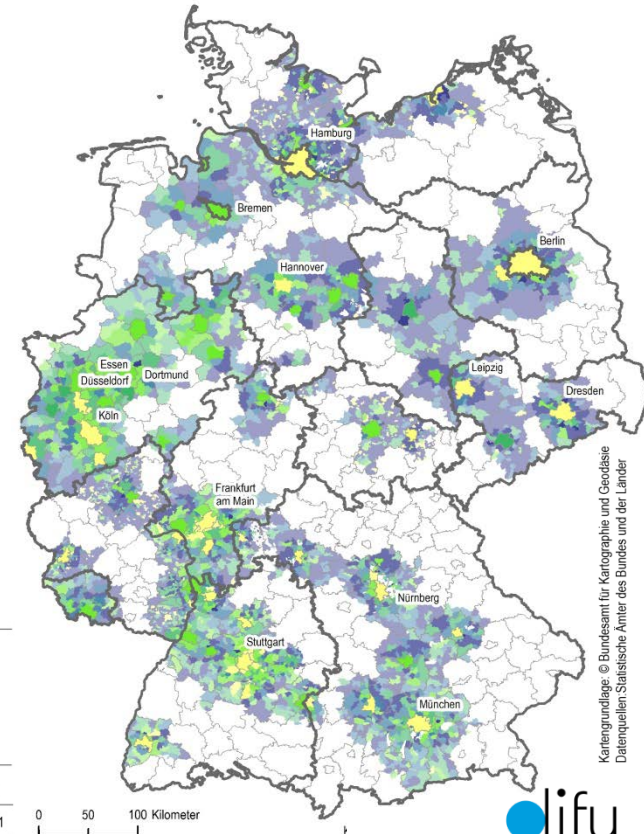 Hamburg
Bremen
Berlin
Hannover
Essen
Düsseldorf
Dortmund
Leipzig
Dresden
Köln
Frankfurt
am Main
Nürnberg
Stuttgart
München
Kartengrundlage: © Bundesamt für Kartographie und Geodäsie
Datenquellen:Statistische Ämter des Bundes und der Länder
0 50 100 Kilometer
difu